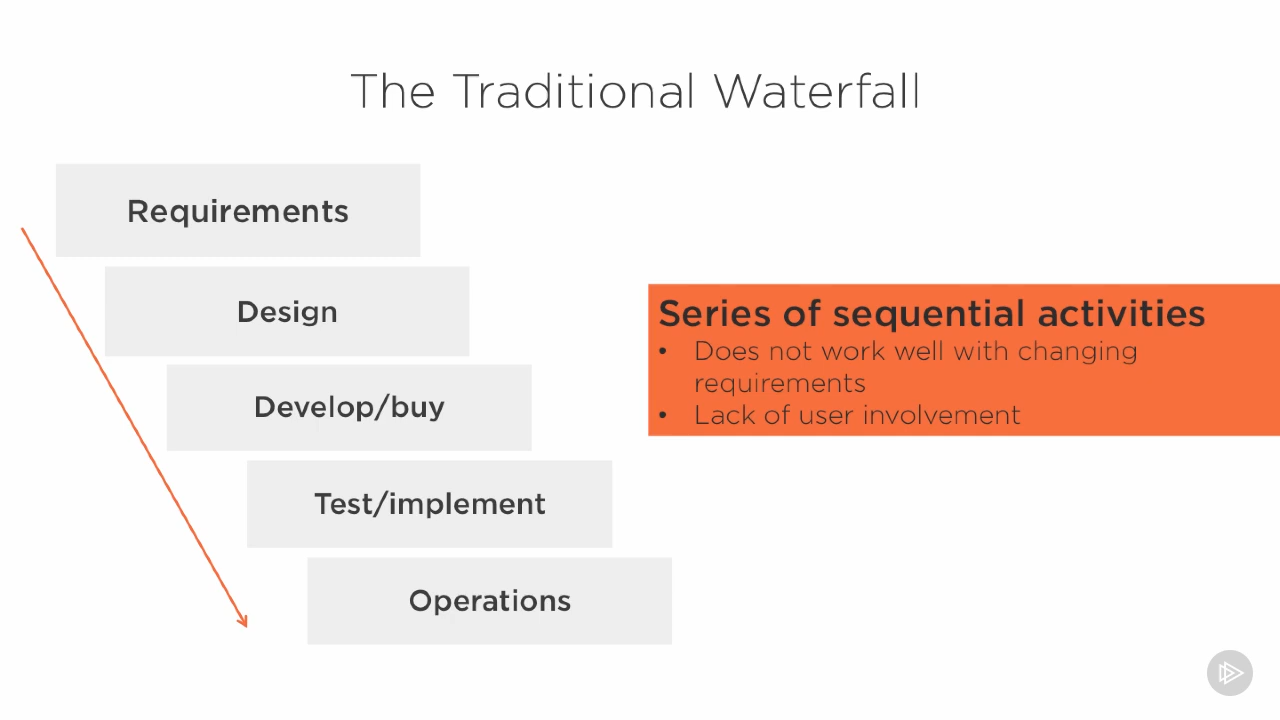 The Traditional Waterfall
Requirements
Design
Develop/buy
Test/implement
Operations
Series of sequential activities
• Does not work well with changing
requirements
• Lack of user involvement